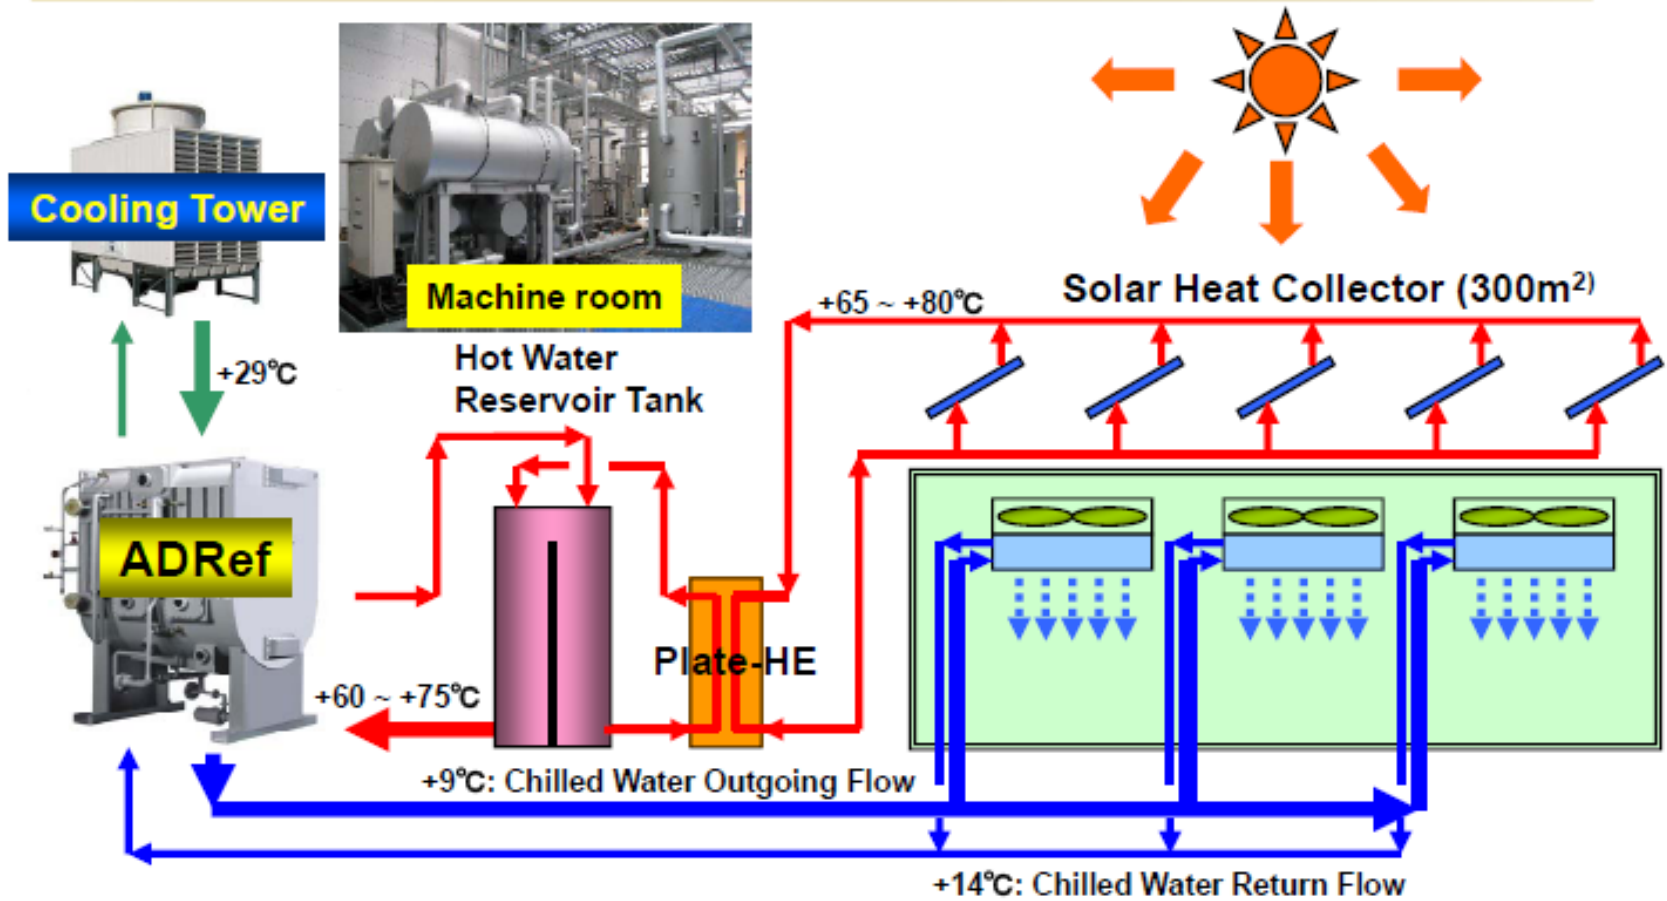 Cooling Tower
Machine room
Solar Heat Collector (300m²⁾
+65 ~ +80℃
Hot Water
Reservoir Tank
+29℃
ADRef
Plate-HE
+60 ~ +75℃
+9℃: Chilled Water Outgoing Flow
+14℃: Chilled Water Return Flow